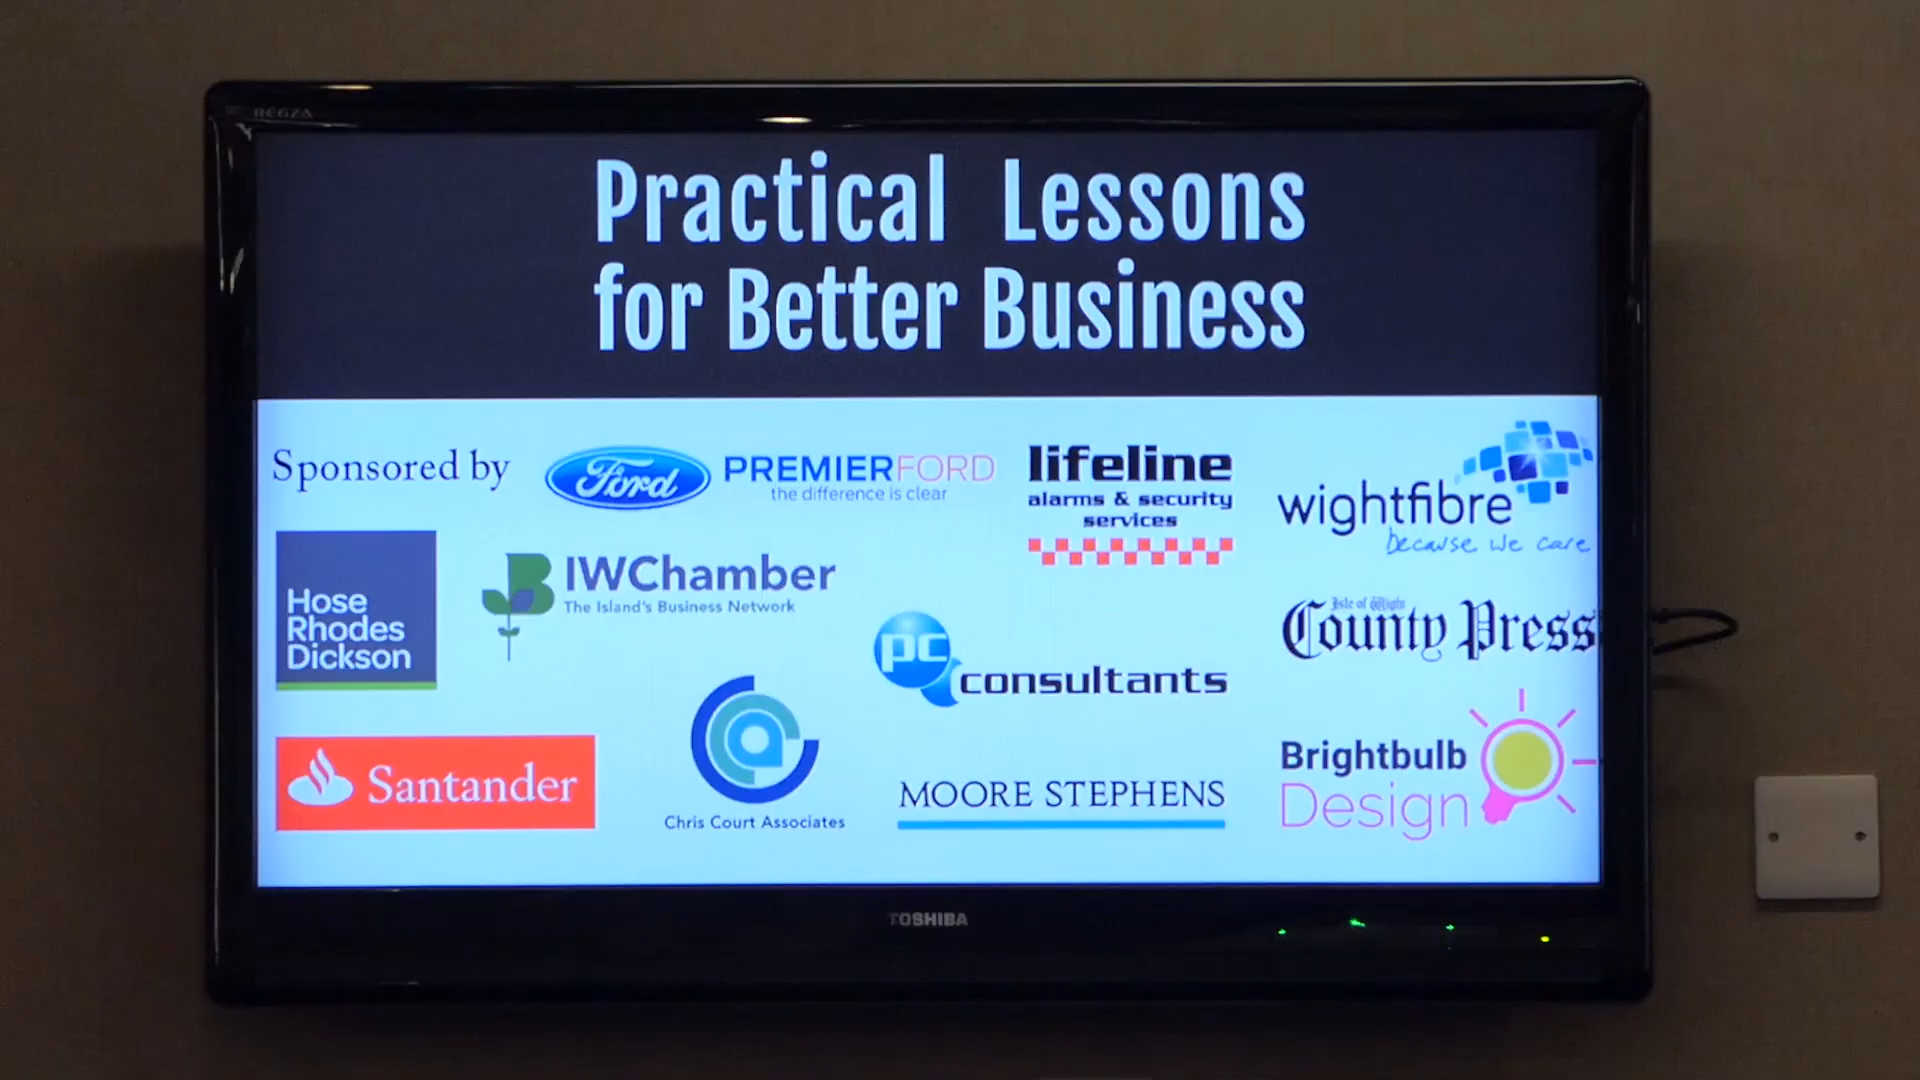 REGZA
Practical Lessons
for Better Business
Sponsored by
Ford
PREMIERFORD
the difference is clear
lifeline
alarms & security
services
wightfibre
because we care
Hose
Rhodes
Dickson
IWChamber
The Island's Business Network
pc
consultants
Isle of Wight
County Press
Santander
Chris Court Associates
MOORE STEPHENS
Brightbulb
Design
TOSHIBA